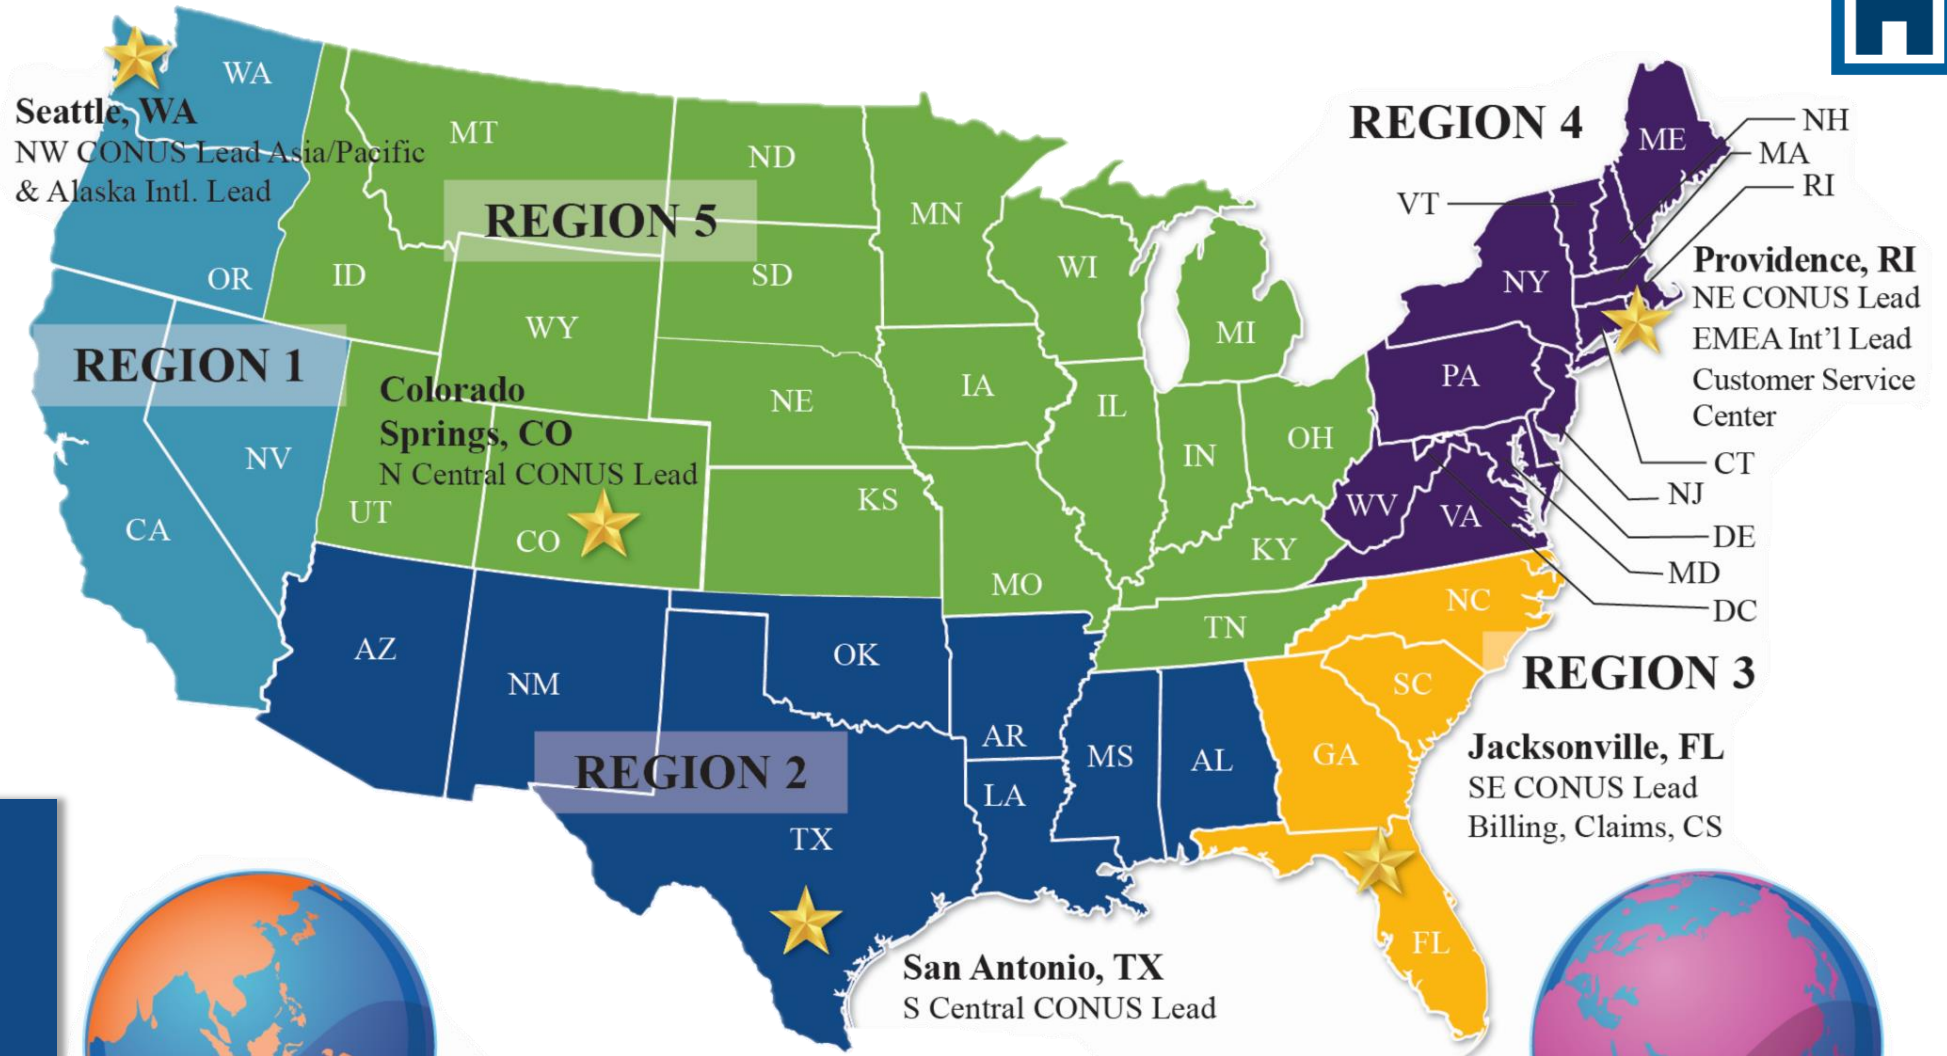 WA
Seattle, WA
NW CONUS Lead Asia/Pacific
& Alaska Intl. Lead
OR
REGION 1
NV
CA
MT
ND
REGION 5
MN
ID
SD
WI
WY
MI
Colorado
Springs, CO
N Central CONUS Lead
NE
IA
IL
IN
OH
UT
CO
KS
MO
KY
TN
REGION 4
ME
NH
MA
RI
VT
NY
Providence, RI
NE CONUS Lead
EMEA Int'l Lead
Customer Service
Center
PA
WV
VA
CT
NJ
DE
MD
DC
AZ
NM
OK
AR
REGION 2
TX
LA
MS
AL
San Antonio, TX
S Central CONUS Lead
NC
SC
GA
FL
REGION 3
Jacksonville, FL
SE CONUS Lead
Billing, Claims, CS